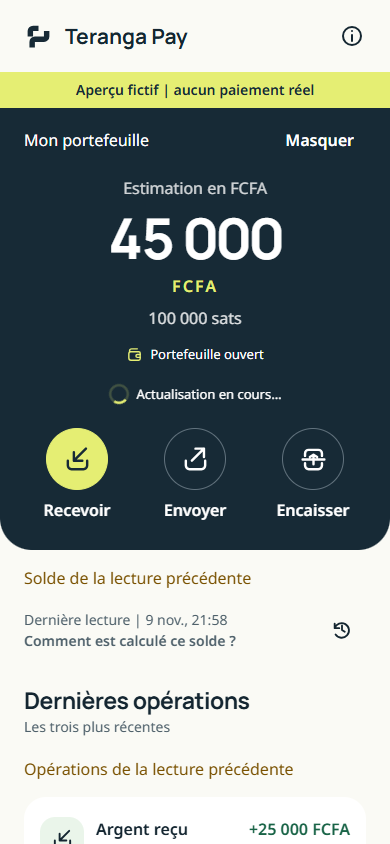 Teranga Pay
Aperçu fictif | aucun paiement réel
Mon portefeuille
Masquer
Estimation en FCFA
45 000
FCFA
100 000 sats
Portefeuille ouvert
Actualisation en cours...
Recevoir
Envoyer
Encaisser
Solde de la lecture précédente
Dernière lecture | 9 nov., 21:58
Comment est calculé ce solde ?
Dernières opérations
Les trois plus récentes
Opérations de la lecture précédente
Argent reçu
+25 000 FCFA